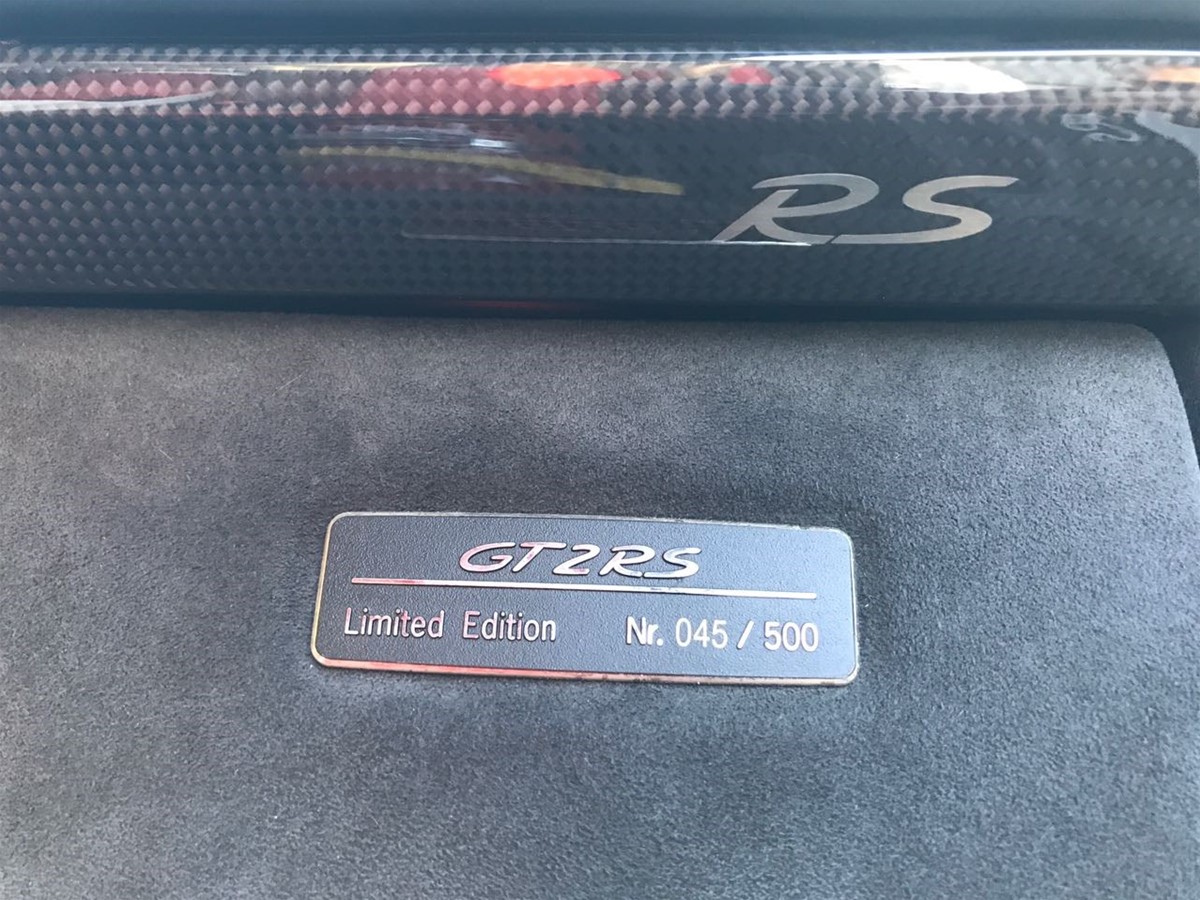 RS
GT2RS
Limited Edition Nr. 045 / 500